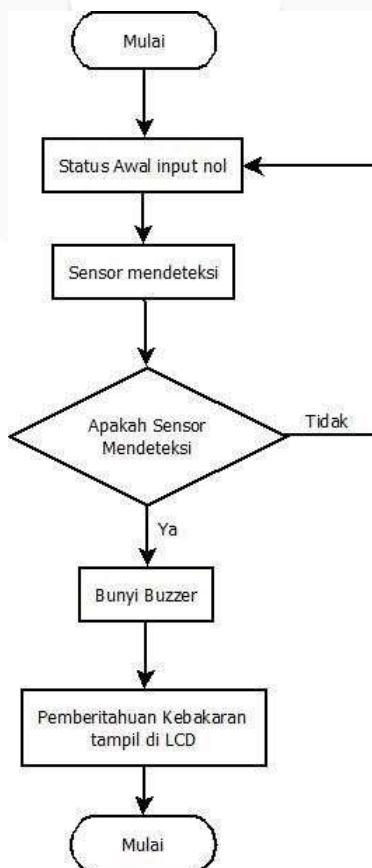 Mulai
Status Awal input nol
Sensor mendeteksi
Apakah Sensor
Mendeteksi
Tidak
Ya
Bunyi Buzzer
Pemberitahuan Kebakaran
tampil di LCD
Mulai